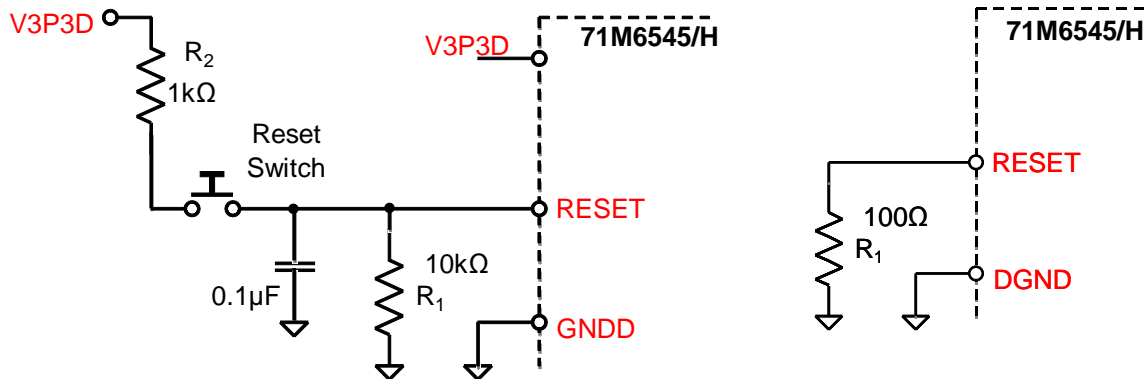 V3P3D
R2
1kΩ
Reset
Switch
0.1µF
10kΩ
R1
V3P3D
71M6545/H
RESET
GNDD
71M6545/H
RESET
100Ω
R1
DGND